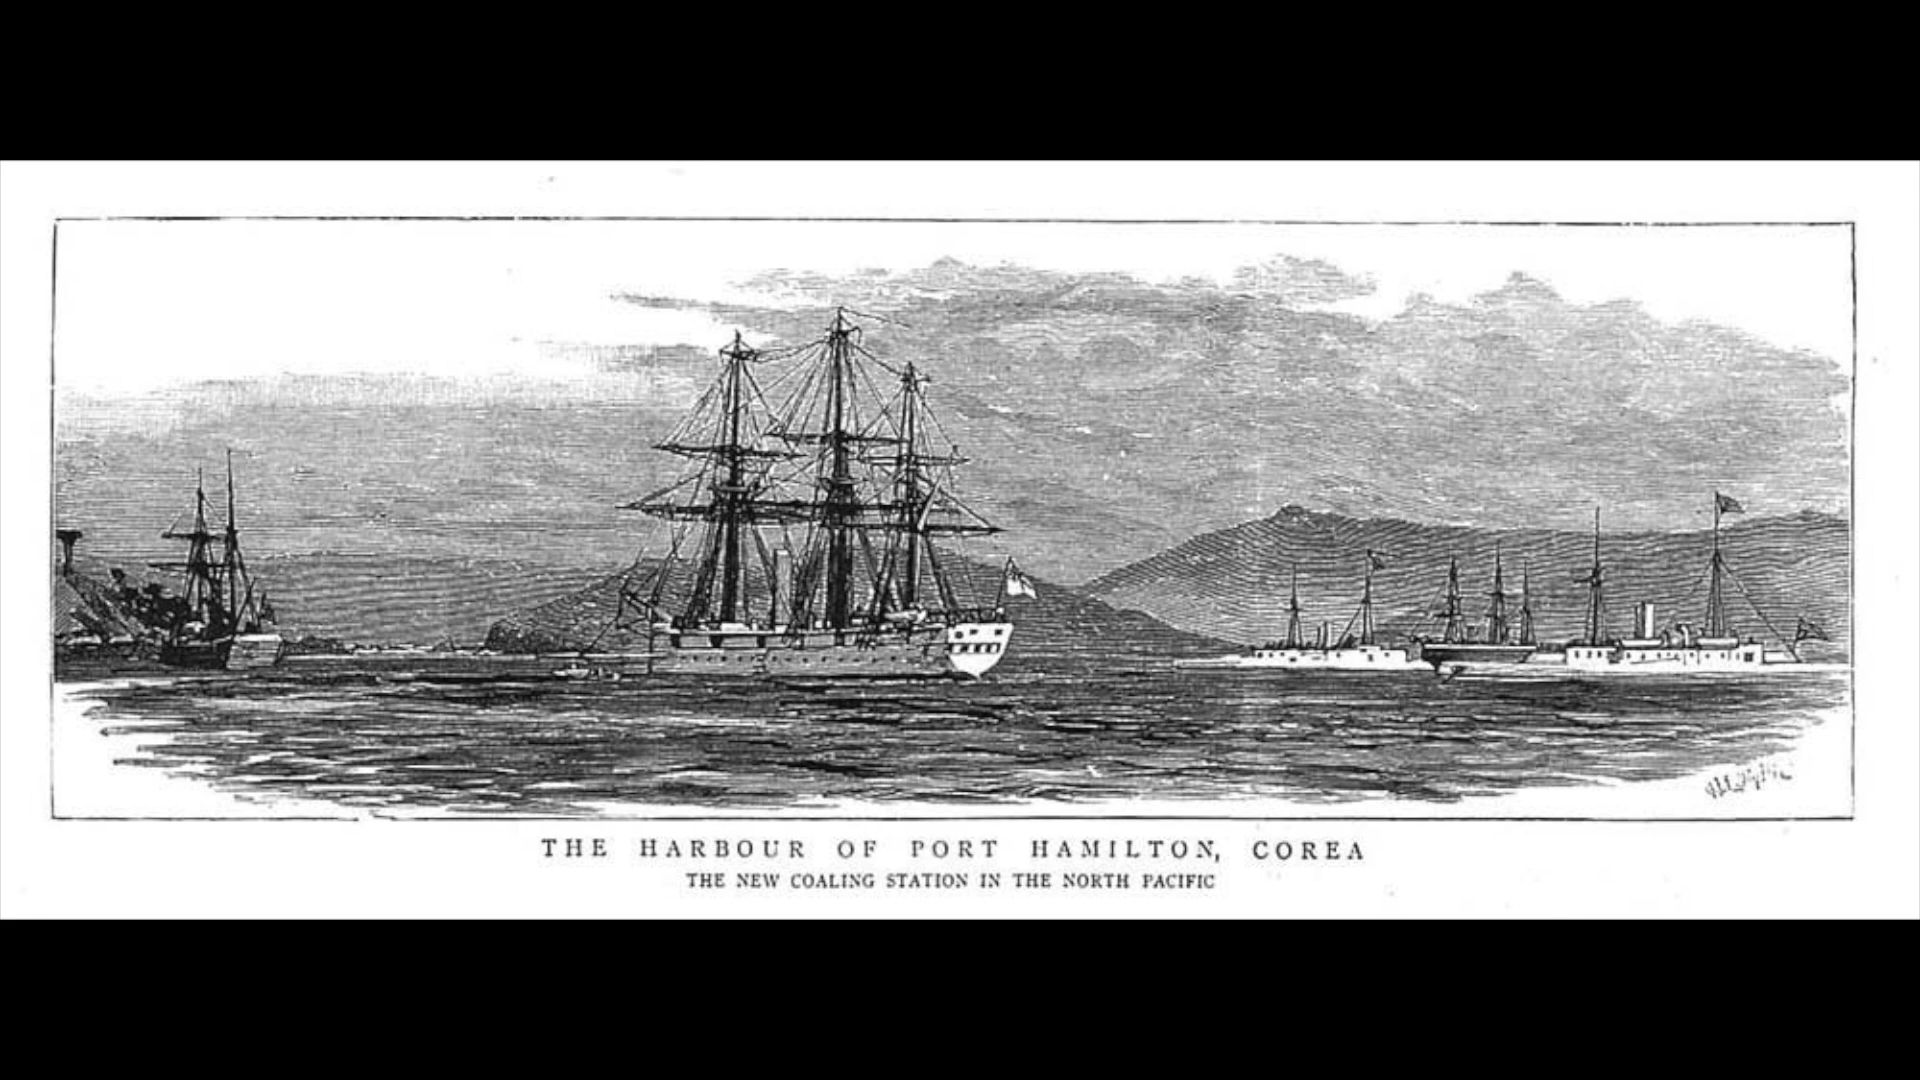 THE HARBOUR OF PORT HAMILTON, COREA
THE NEW COALING STATION IN THE NORTH PACIFIC